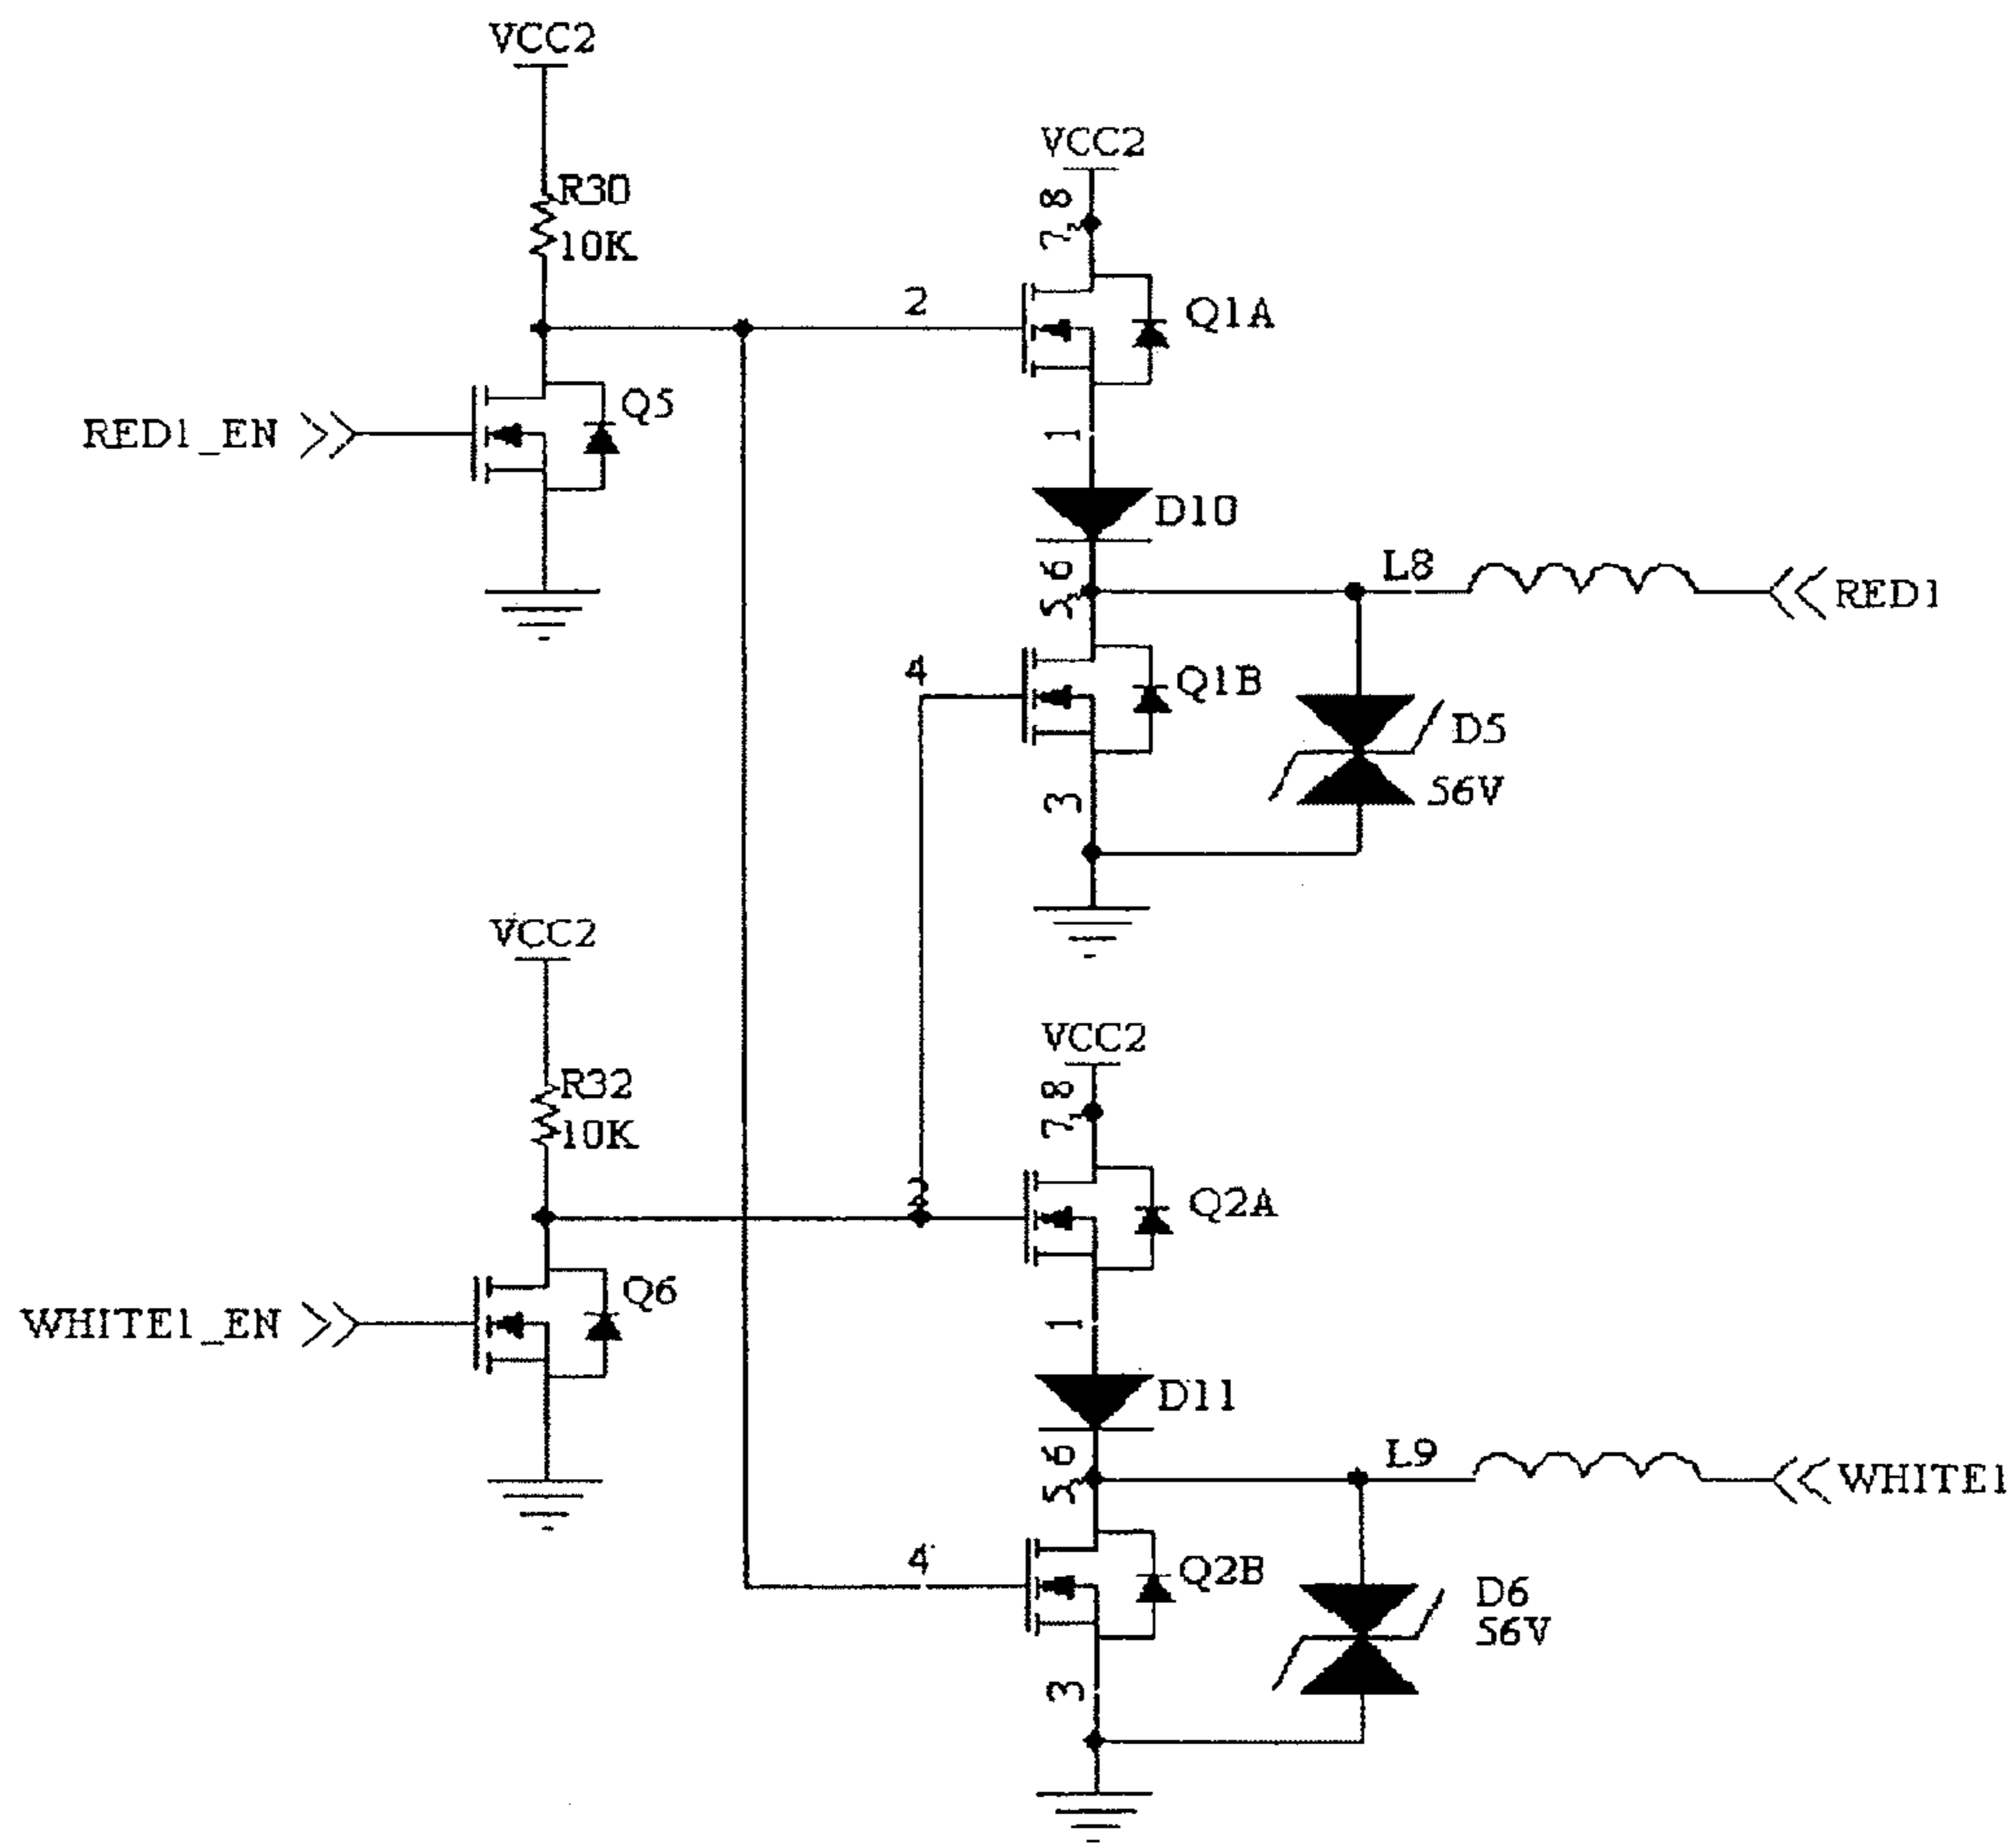 VCC2
R30
10K
RED1_EN
Q5
VCC2
8
7
2
Q1A
1
D10
6
5
L8
RED1
4
Q1B
3
D5
56V
VCC2
R32
10K
WHITE1_EN
Q6
VCC2
8
7
2
Q2A
1
D11
6
5
L9
WHITE1
4
Q2B
3
D6
56V